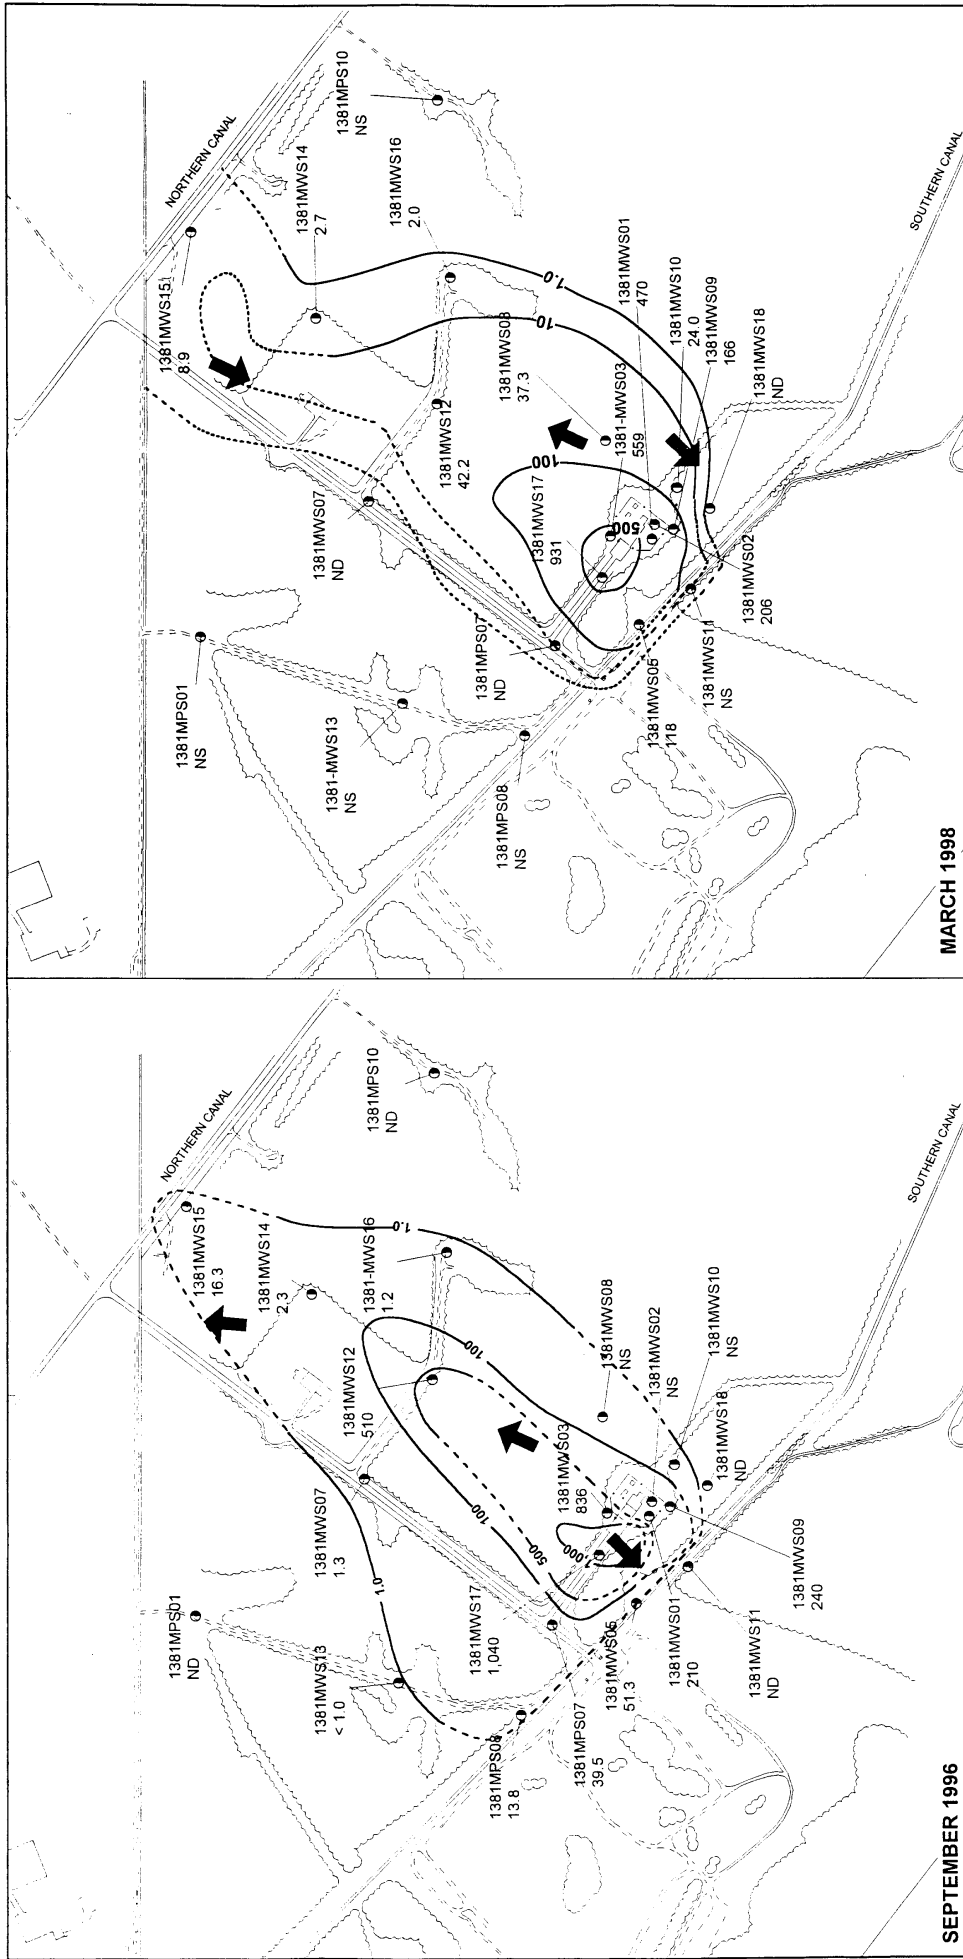 SEPTEMBER 1996
NORTHERN CANAL
SOUTHERN CANAL
1381MPS01
ND
1381MWS13
< 1.0
1381MPS08
13.8
1381MWS07
1.3
1381MWS12
510
1381MWS14
2.3
1381MWS15
16.3
1381-MWS16
1.2
1381MPS10
ND
1381MWS17
1,040
1381MWS03
836
1381MWS08
NS
1381MWS02
NS
1381MWS10
NS
1381MWS18
ND
1381MPS07
39.5
1381MWS05
51.3
1381MWS01
210
1381MWS11
ND
1381MWS09
240
1.0
1.0
100
100
500
1,000
MARCH 1998
NORTHERN CANAL
SOUTHERN CANAL
1381MPS01
NS
1381-MWS13
NS
1381MPS08
NS
1381MWS07
ND
1381MWS12
42.2
1381MWS15
8.9
1381MWS14
2.7
1381MWS16
2.0
1381MPS10
NS
1381MPS07
ND
1381MWS17
931
1381MWS08
37.3
1381-MWS03
559
1381MWS01
470
1381MWS10
24.0
1381MWS09
166
1381MWS18
ND
1381MWS05
118
1381MWS11
NS
1381MWS02
206
1.0
10
100
500